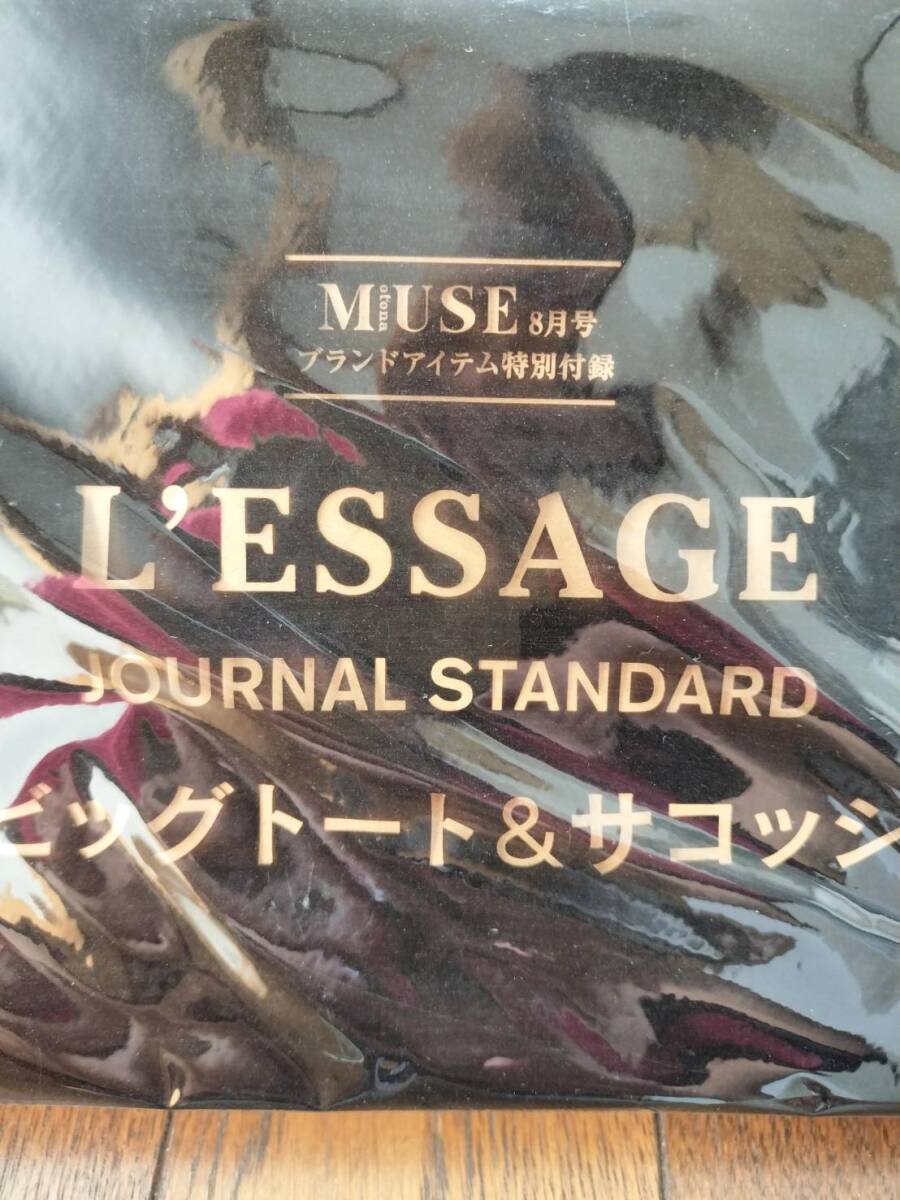 otona MUSE 8月号
ブランドアイテム特別付録
L'ESSAGE
JOURNAL STANDARD
ビッグトート&サコッシ